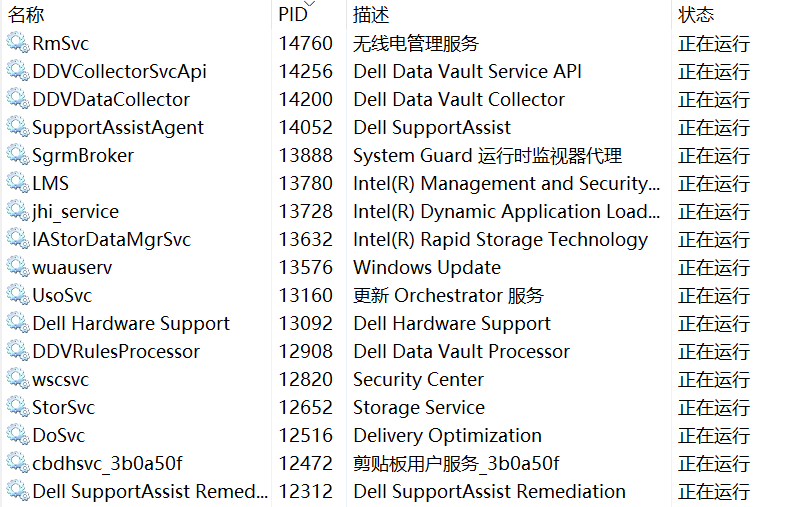 名称 PID 描述 状态
RmSvc 14760 无线电管理服务 正在运行
DDVCollectorSvcApi 14256 Dell Data Vault Service API 正在运行
DDVDataCollector 14200 Dell Data Vault Collector 正在运行
SupportAssistAgent 14052 Dell SupportAssist 正在运行
SgrmBroker 13888 System Guard 运行时监视器代理 正在运行
LMS 13780 Intel(R) Management and Security... 正在运行
jhi_service 13728 Intel(R) Dynamic Application Load... 正在运行
IAStorDataMgrSvc 13632 Intel(R) Rapid Storage Technology 正在运行
wuauserv 13576 Windows Update 正在运行
UsoSvc 13160 更新 Orchestrator 服务 正在运行
Dell Hardware Support 13092 Dell Hardware Support 正在运行
DDVRulesProcessor 12908 Dell Data Vault Processor 正在运行
wscsvc 12820 Security Center 正在运行
StorSvc 12652 Storage Service 正在运行
DoSvc 12516 Delivery Optimization 正在运行
cbdhsvc_3b0a50f 12472 剪贴板用户服务_3b0a50f 正在运行
Dell SupportAssist Remed... 12312 Dell SupportAssist Remediation 正在运行